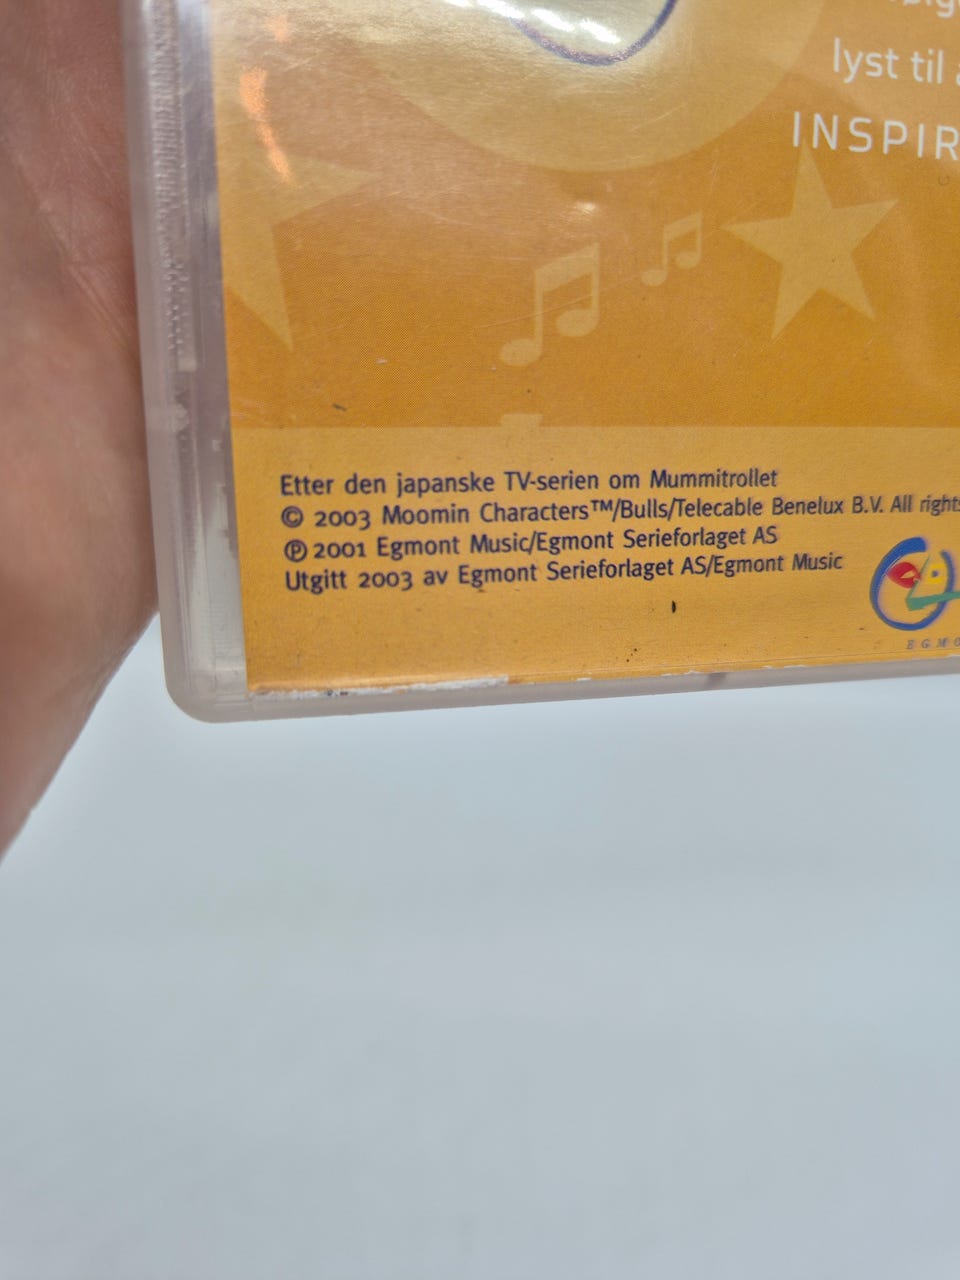 lyst til
INSPIR
Etter den japanske TV-serien om Mummitrollet
© 2003 Moomin Characters™/Bulls/Telecable Benelux B.V. All rights
℗ 2001 Egmont Music/Egmont Serieforlaget AS
Utgitt 2003 av Egmont Serieforlaget AS/Egmont Music
EGMO